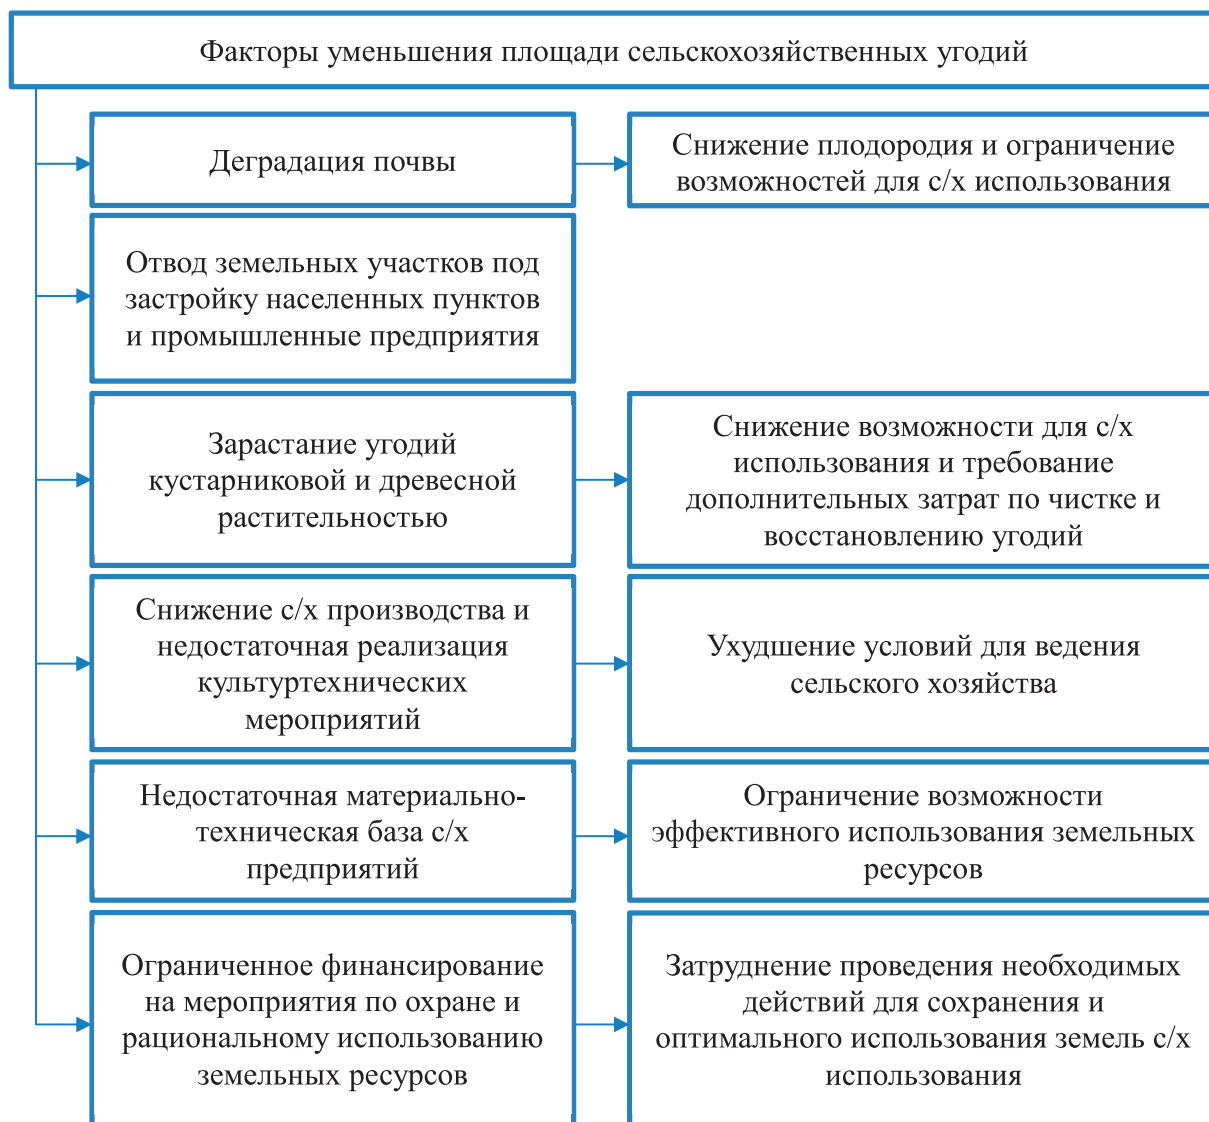 Факторы уменьшения площади сельскохозяйственных угодий
Деградация почвы
Снижение плодородия и ограничение
возможностей для с/х использования
Отвод земельных участков под
застройку населенных пунктов
и промышленные предприятия
Зарастание угодий
кустарниковой и древесной
растительностью
Снижение возможности для с/х
использования и требование
дополнительных затрат по чистке и
восстановлению угодий
Снижение с/х производства и
недостаточная реализация
культуртехнических
мероприятий
Ухудшение условий для ведения
сельского хозяйства
Недостаточная материально-
техническая база с/х
предприятий
Ограничение возможности
эффективного использования земельных
ресурсов
Ограниченное финансирование
на мероприятия по охране и
рациональному использованию
земельных ресурсов
Затруднение проведения необходимых
действий для сохранения и
оптимального использования земель с/х
использования